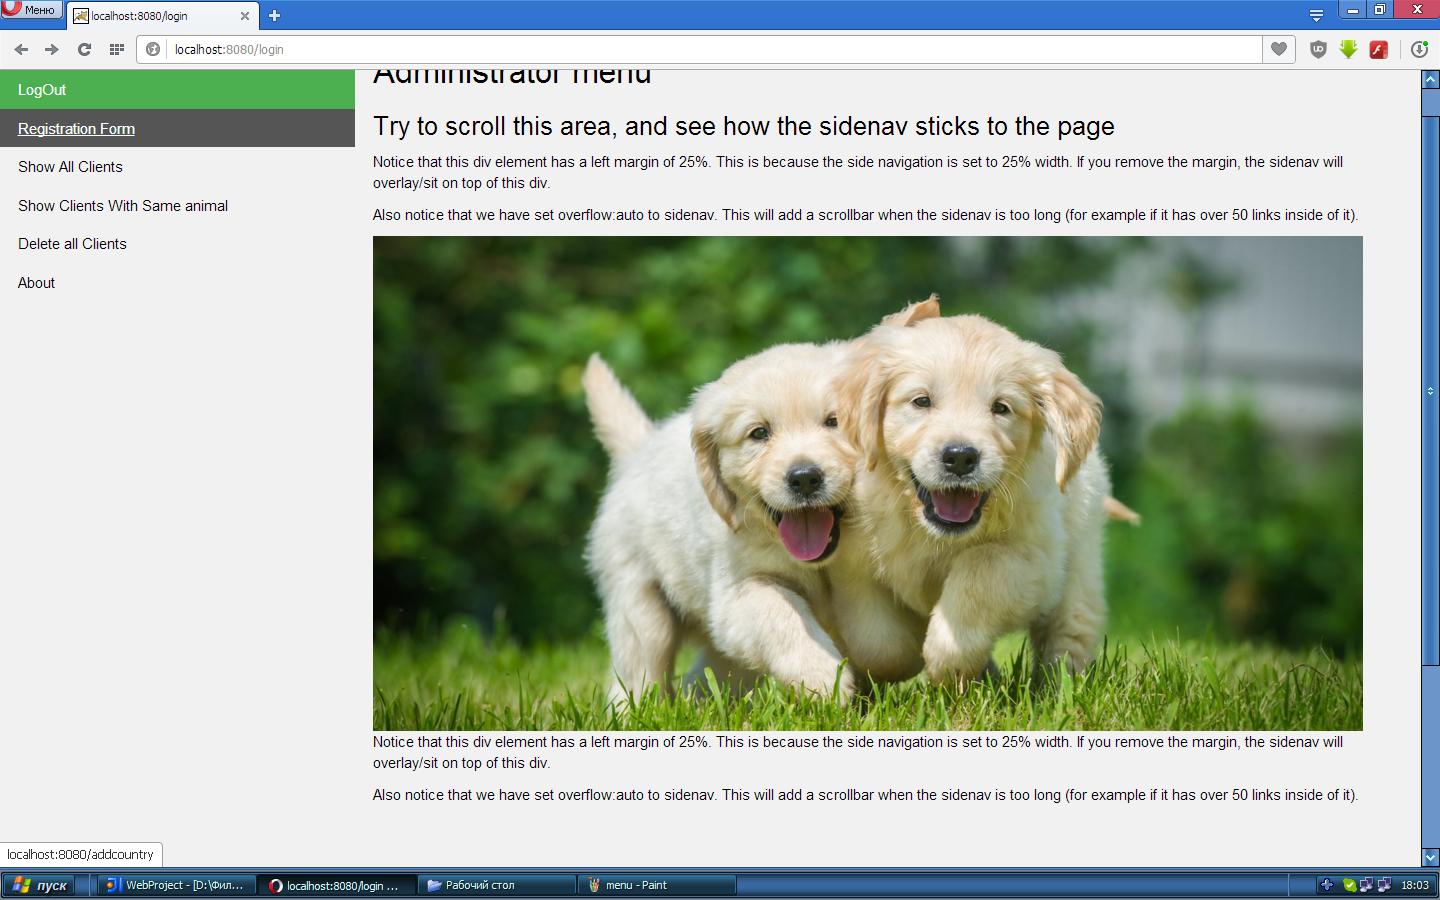 Меню
localhost:8080/login
localhost:8080/login
LogOut
Registration Form
Show All Clients
Show Clients With Same animal
Delete all Clients
About
Administrator menu
Try to scroll this area, and see how the sidenav sticks to the page
Notice that this div element has a left margin of 25%. This is because the side navigation is set to 25% width. If you remove the margin, the sidenav will
overlay/sit on top of this div.
Also notice that we have set overflow:auto to sidenav. This will add a scrollbar when the sidenav is too long (for example if it has over 50 links inside of it).
Notice that this div element has a left margin of 25%. This is because the side navigation is set to 25% width. If you remove the margin, the sidenav will
overlay/sit on top of this div.
Also notice that we have set overflow:auto to sidenav. This will add a scrollbar when the sidenav is too long (for example if it has over 50 links inside of it).
localhost:8080/addcountry
пуск
WebProject - [D:\Фил...
localhost:8080/login ...
Рабочий стол
menu - Paint
18:03